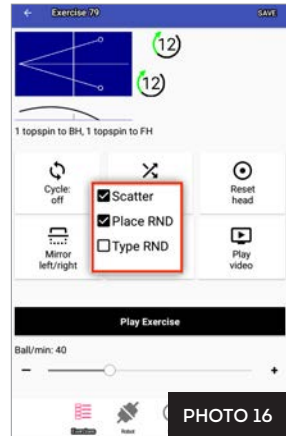 Exercise 79
SAVE
12
12
1 topspin to BH, 1 topspin to FH
Cycle:
off
Reset
head
Scatter
Place RND
Type RND
Mirror
left/right
Play
video
Play Exercise
Ball/min: 40
Exercise
Robot
PHOTO 16